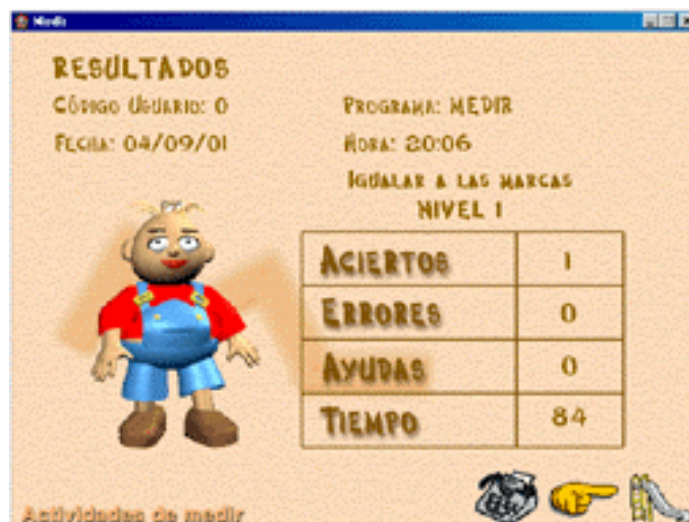 Medir
RESULTADOS
CÓDIGO USUARIO: 0
PROGRAMA: MEDIR
FECHA: 04/09/01
HORA: 20:06
IGUALAR A LAS MARCAS
NIVEL 1
ACIERTOS 1
ERRORES 0
AYUDAS 0
TIEMPO 84
Actividades de medir